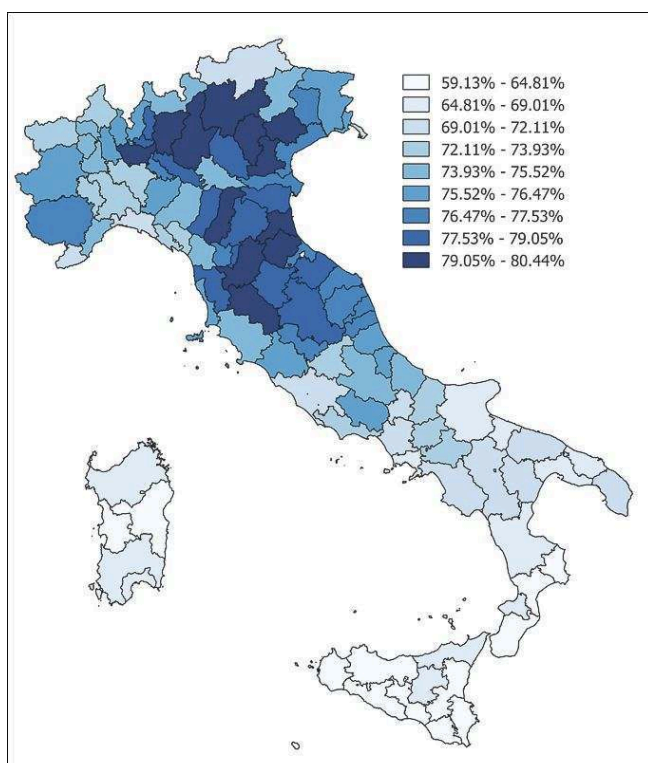 59.13% - 64.81%
64.81% - 69.01%
69.01% - 72.11%
72.11% - 73.93%
73.93% - 75.52%
75.52% - 76.47%
76.47% - 77.53%
77.53% - 79.05%
79.05% - 80.44%